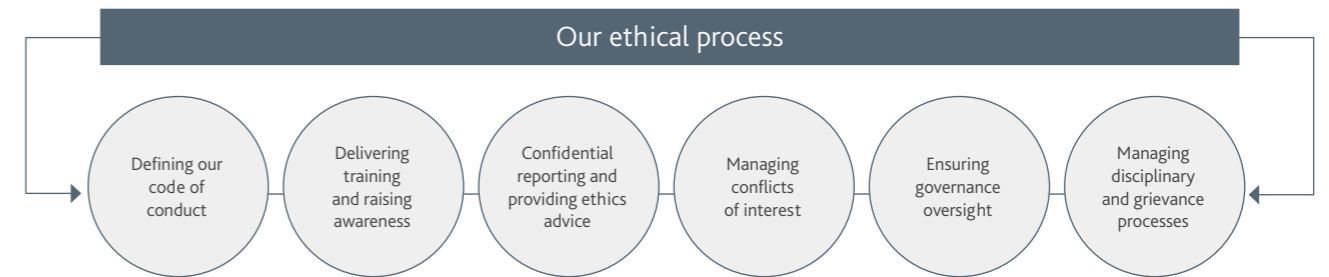 Our ethical process
Defining our
code of
conduct
Delivering
training
and raising
awareness
Confidential
reporting and
providing ethics
advice
Managing
conflicts
of interest
Ensuring
governance
oversight
Managing
disciplinary
and grievance
processes